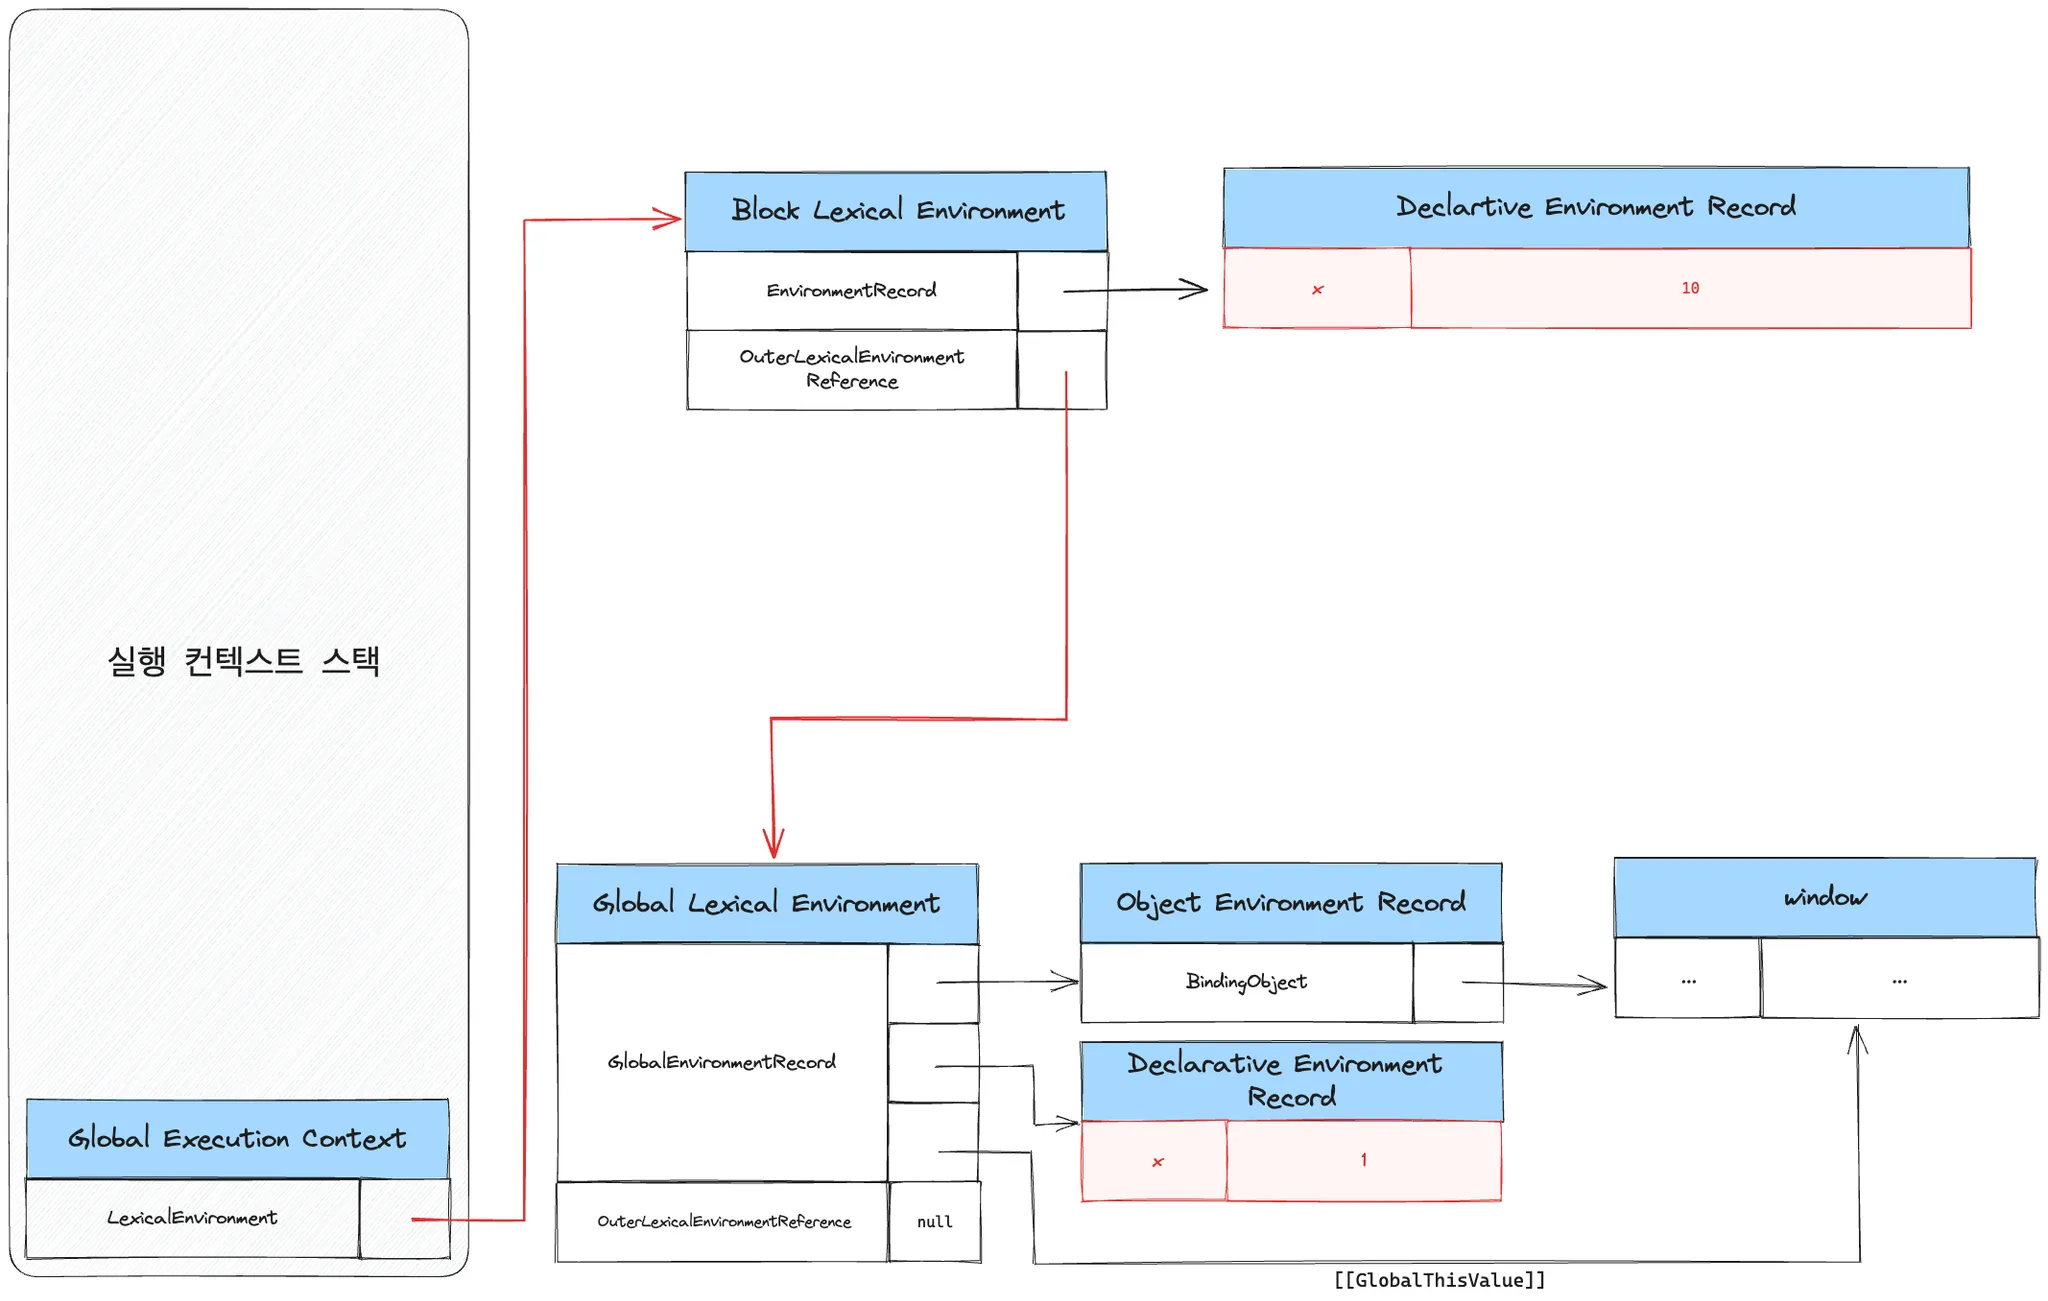 실행 컨텍스트 스택
Global Execution Context
LexicalEnvironment
Block Lexical Environment
EnvironmentRecord
OuterLexicalEnvironment
Reference
Declartive Environment Record
x
10
Global Lexical Environment
GlobalEnvironmentRecord
OuterLexicalEnvironmentReference
null
Object Environment Record
BindingObject
window
...
...
Declarative Environment
Record
x
1
[[GlobalThisValue]]